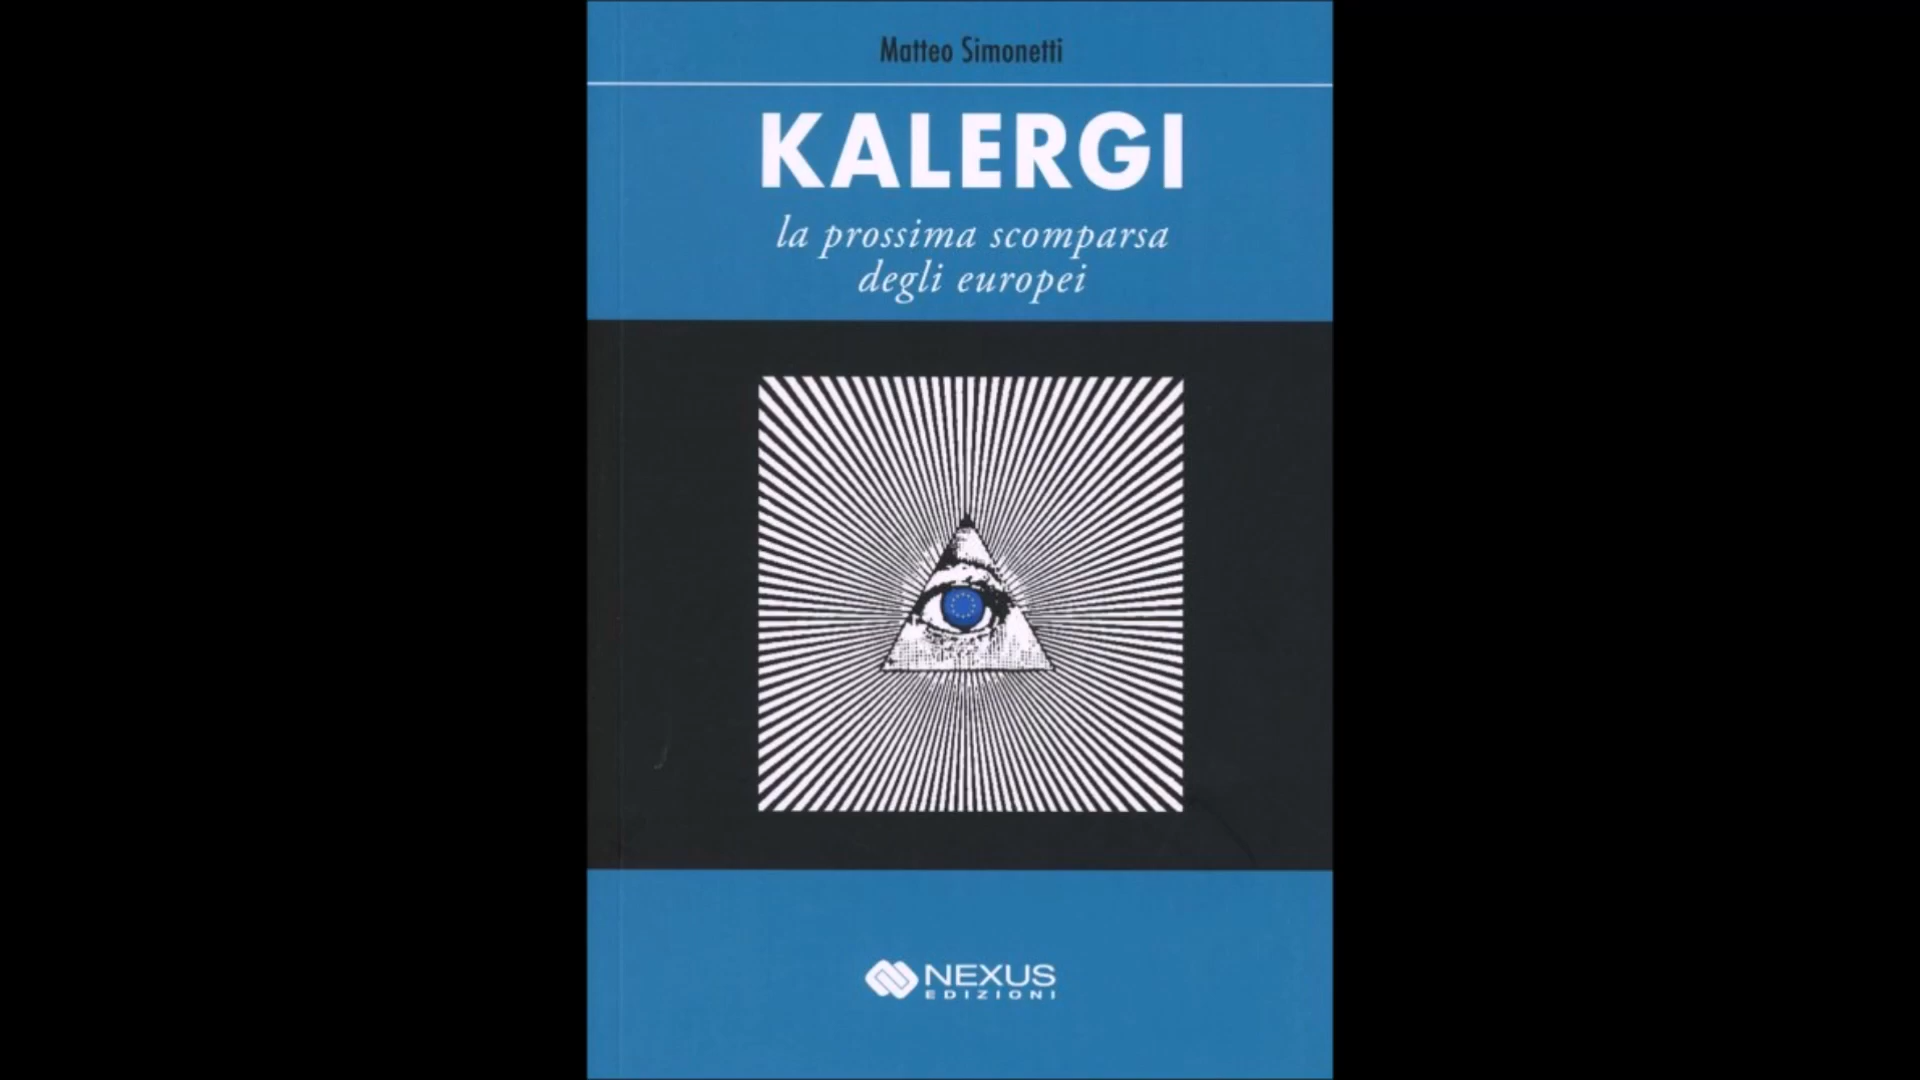 Matteo Simonetti
KALERGI
la prossima scomparsa
degli europei
NEXUS
EDIZIONI